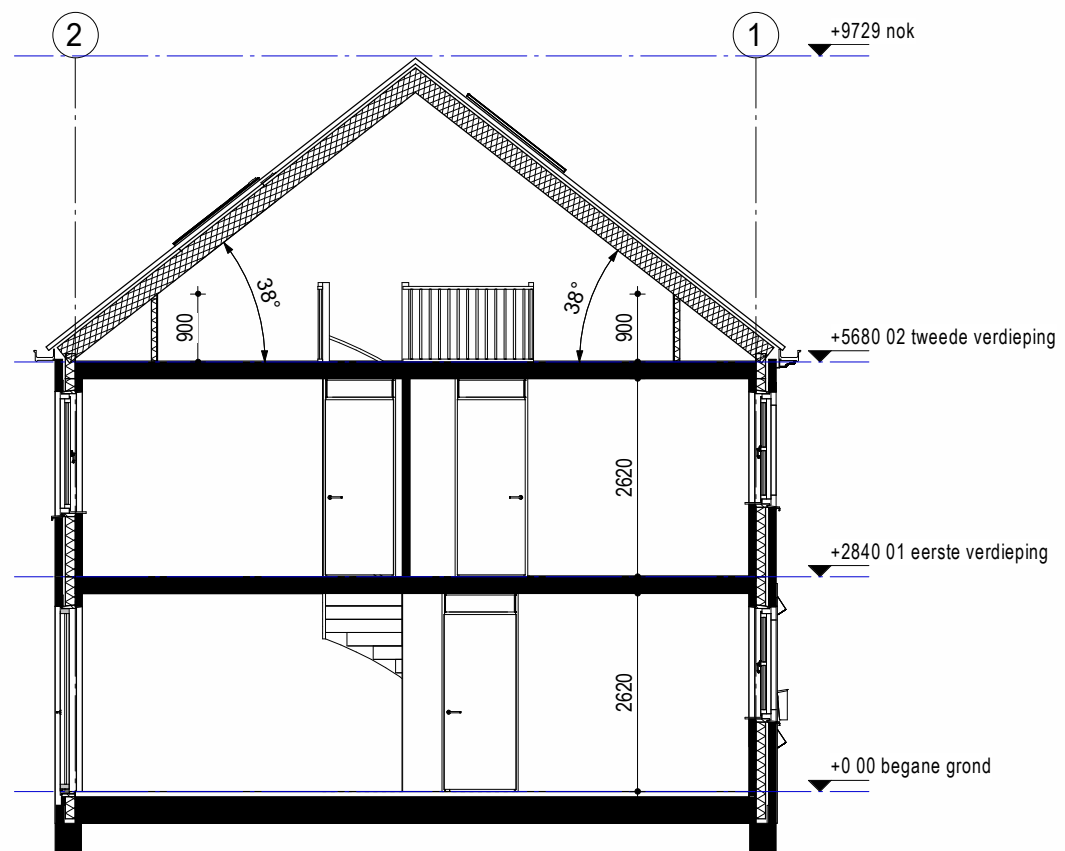 2
1
+9729 nok
38°
38°
900
900
+5680 02 tweede verdieping
2620
+2840 01 eerste verdieping
2620
+0 00 begane grond